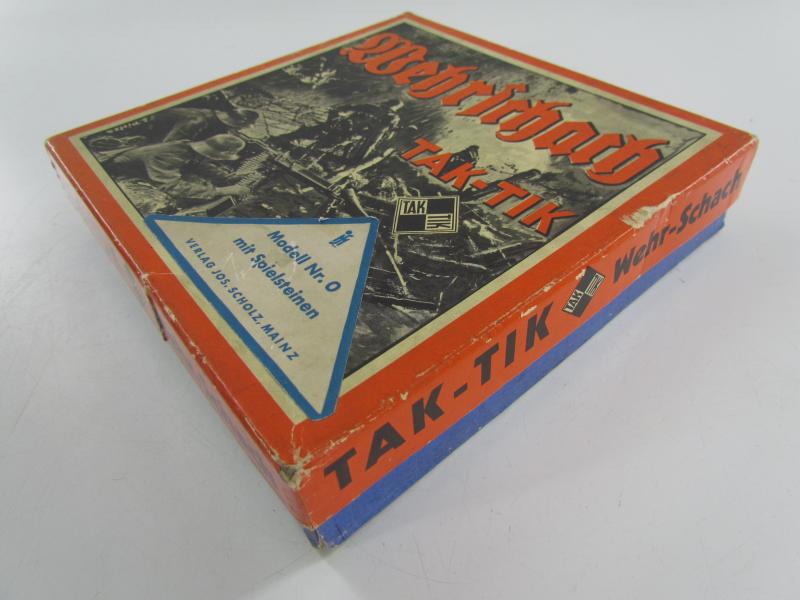 Wehrschach
TAK-TIK
TAK
TIK
Modell Nr. 0
mit Spielsteinen
VERLAG JOS. SCHOLZ, MAINZ
TAK-TIK TAK Wehr-Schach